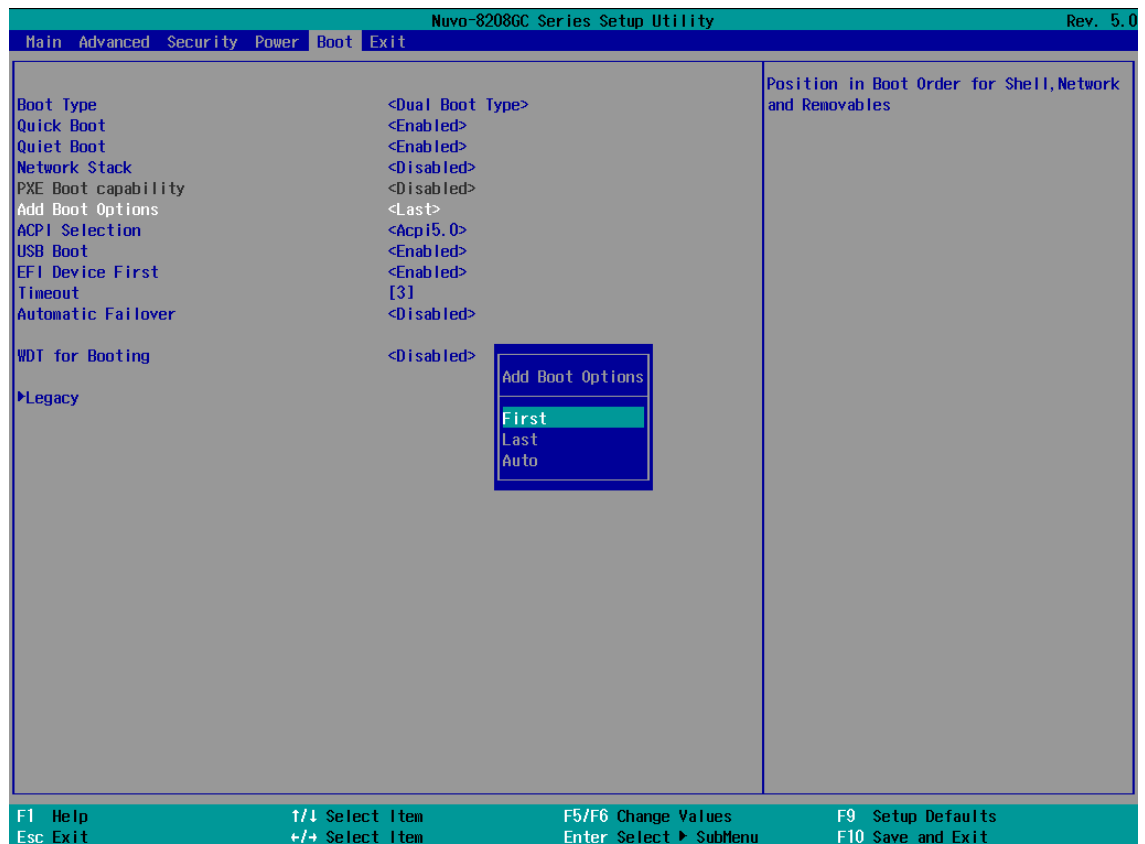 Nuvo-8208GC Series Setup Utility Rev. 5.0
Main Advanced Security Power Boot Exit
Position in Boot Order for Shell,Network
and Removables
Boot Type <Dual Boot Type>
Quick Boot <Enabled>
Quiet Boot <Enabled>
Network Stack <Disabled>
PXE Boot capability <Disabled>
Add Boot Options <Last>
ACPI Selection <Acpi5.0>
USB Boot <Enabled>
EFI Device First <Enabled>
Timeout [3]
Automatic Failover <Disabled>
WDT for Booting <Disabled>
▶Legacy
Add Boot Options
First
Last
Auto
F1 Help ↑/↓ Select Item F5/F6 Change Values F9 Setup Defaults
Esc Exit ←/→ Select Item Enter Select ▶ SubMenu F10 Save and Exit